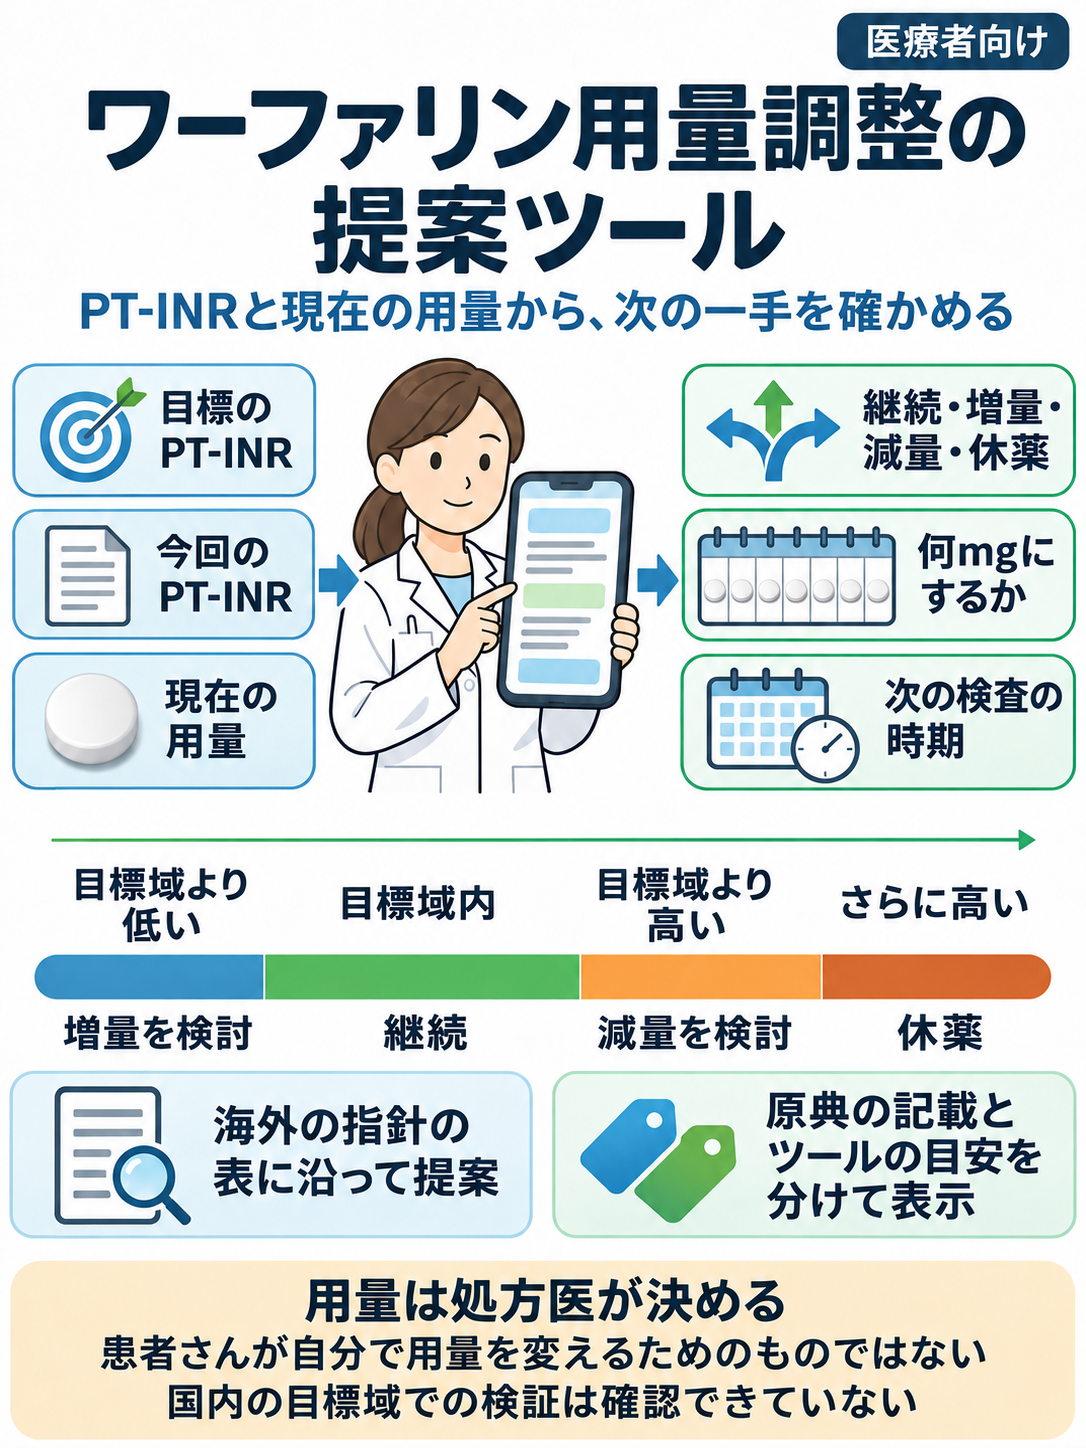 医療者向け
ワーファリン用量調整の
提案ツール
PT-INRと現在の用量から、次の一手を確かめる
目標の
PT-INR
今回の
PT-INR
現在の
用量
継続・増量・
減量・休薬
何mgに
するか
次の検査の
時期
目標域より
低い
目標域内
目標域より
高い
さらに高い
増量を検討
継続
減量を検討
休薬
海外の指針の
表に沿って提案
原典の記載と
ツールの目安を
分けて表示
用量は処方医が決める
患者さんが自分で用量を変えるためのものではない
国内の目標域での検証は確認できていない